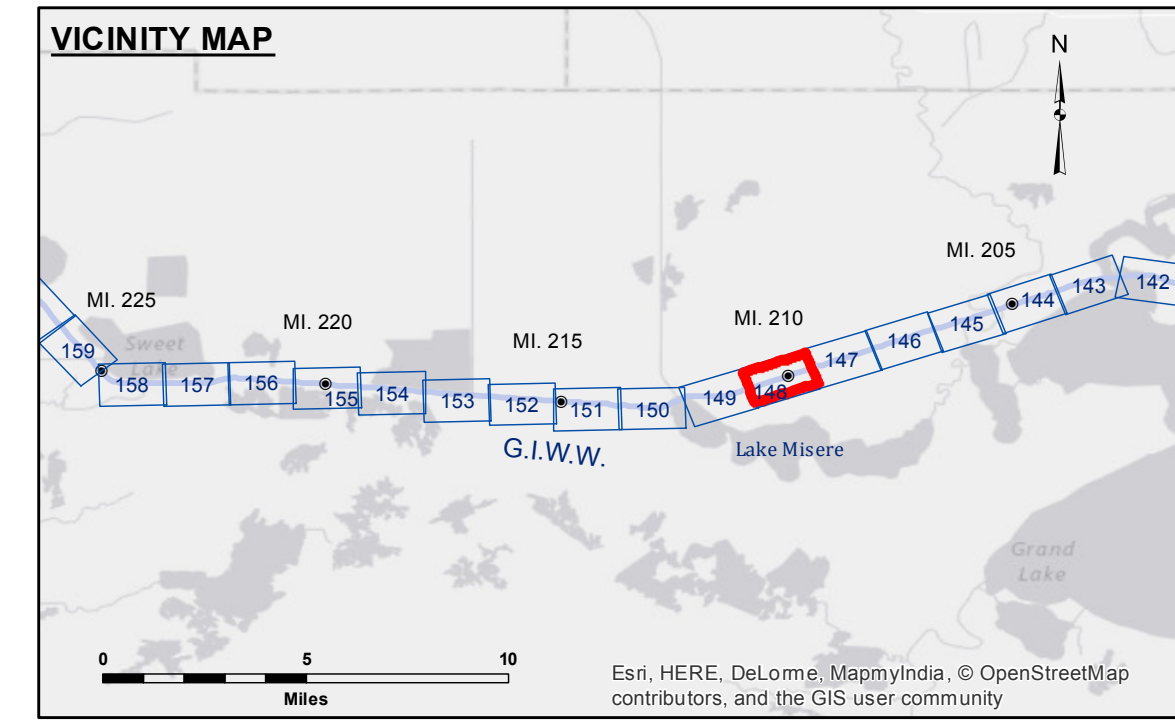 VICINITY MAP
N
MI. 205
MI. 225
MI. 220
MI. 215
MI. 210
159
158
157
156
155
154
153
152
151
150
149
148
147
146
145
144
143
142
Sweet
Lake
G.I.W.W.
Lake Misere
Grand
Lake
0
5
10
Miles
Esri, HERE, DeLorme, MapmyIndia, © OpenStreetMap
contributors, and the GIS user community